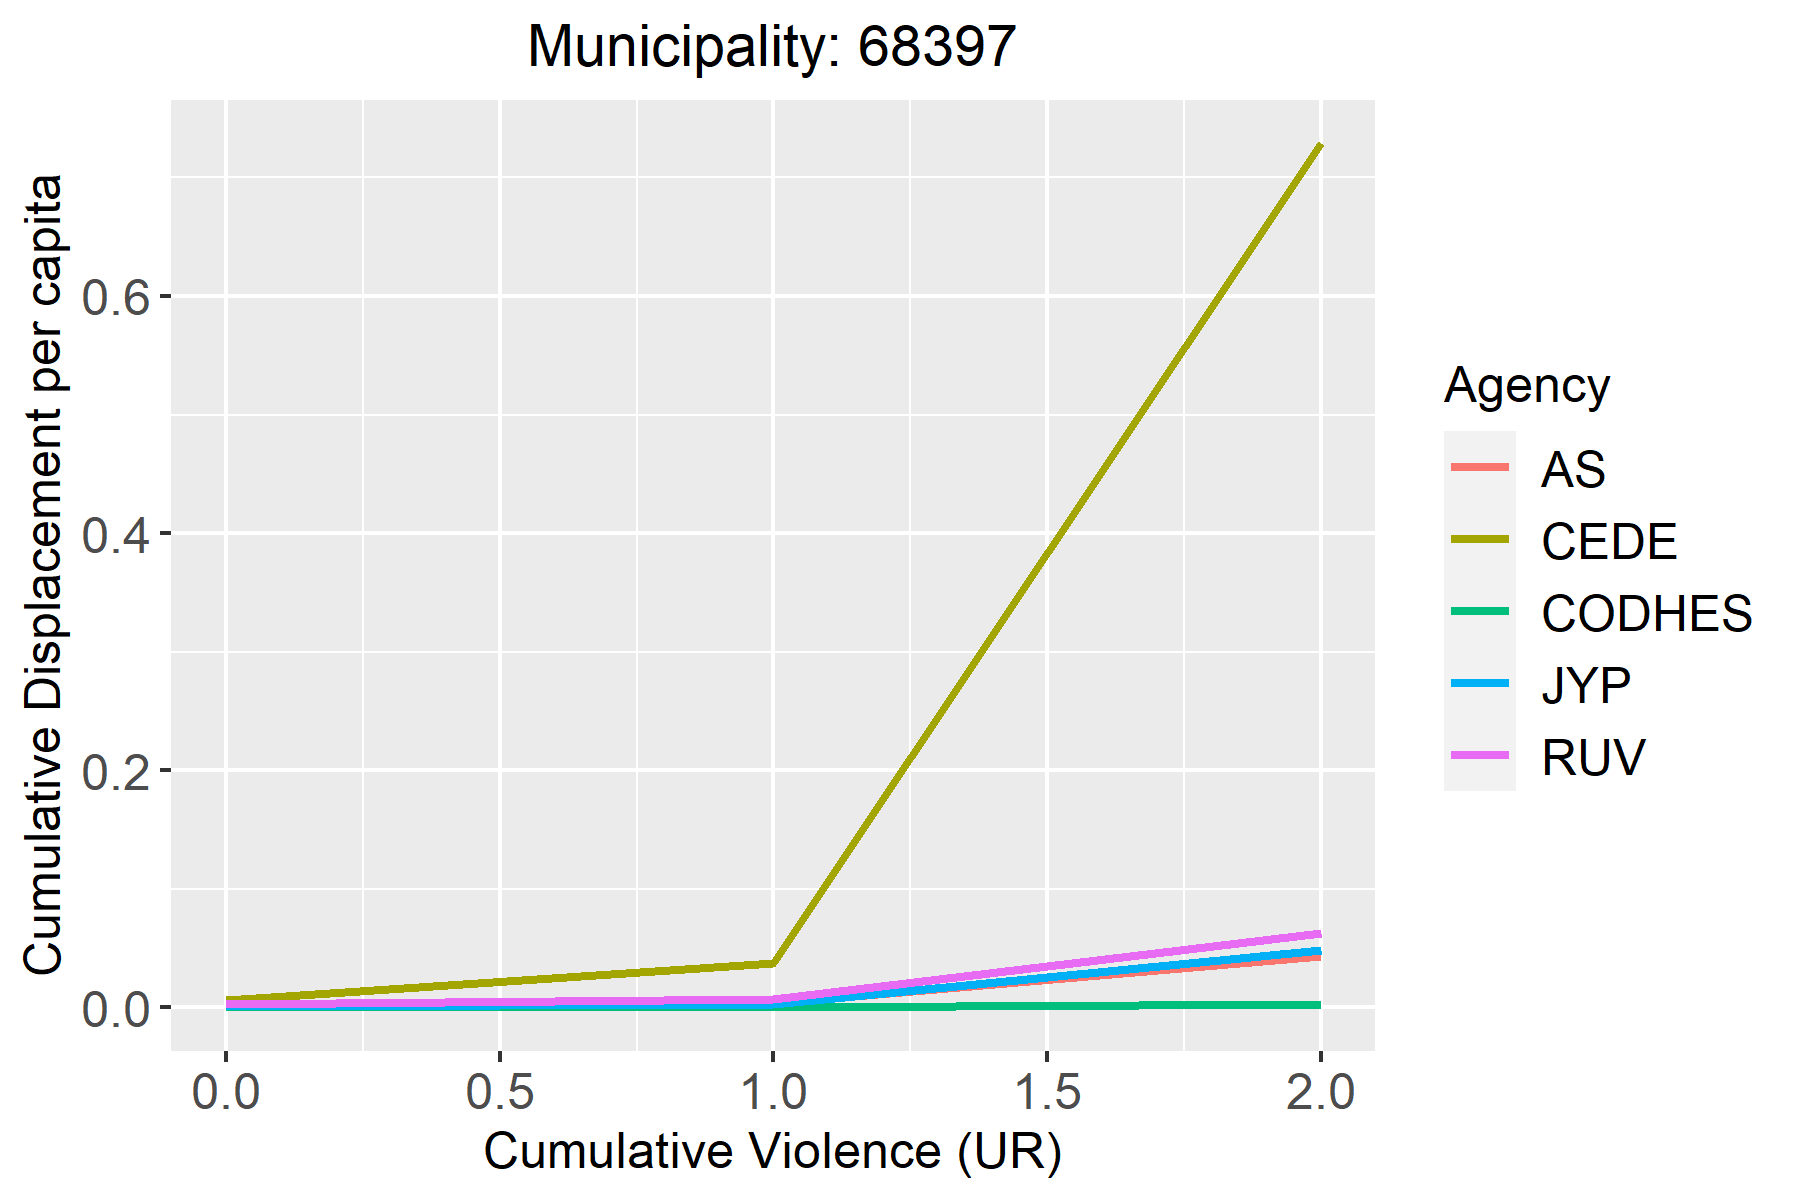 Municipality: 68397
Cumulative Displacement per capita
0.6
0.4
0.2
0.0
0.0 0.5 1.0 1.5 2.0
Cumulative Violence (UR)
Agency
AS
CEDE
CODHES
JYP
RUV